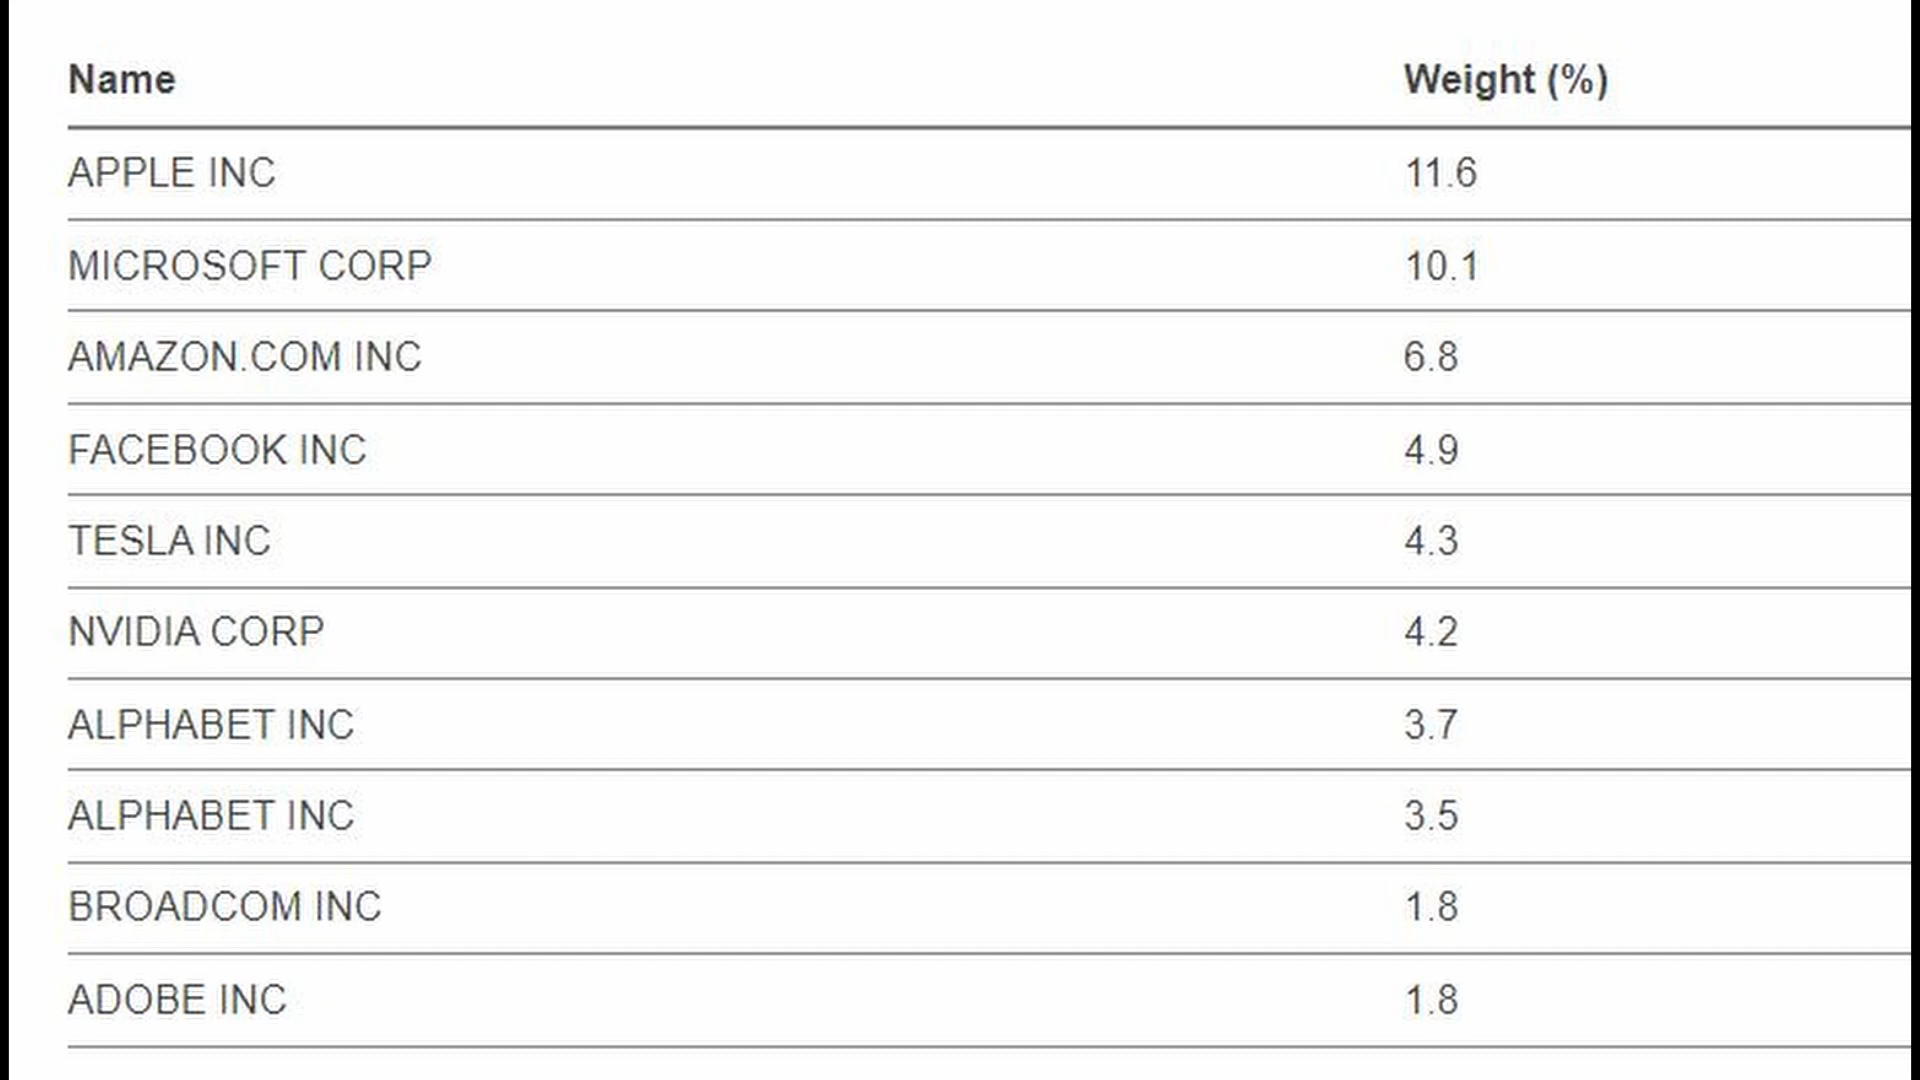 Name Weight (%)
APPLE INC 11.6
MICROSOFT CORP 10.1
AMAZON.COM INC 6.8
FACEBOOK INC 4.9
TESLA INC 4.3
NVIDIA CORP 4.2
ALPHABET INC 3.7
ALPHABET INC 3.5
BROADCOM INC 1.8
ADOBE INC 1.8